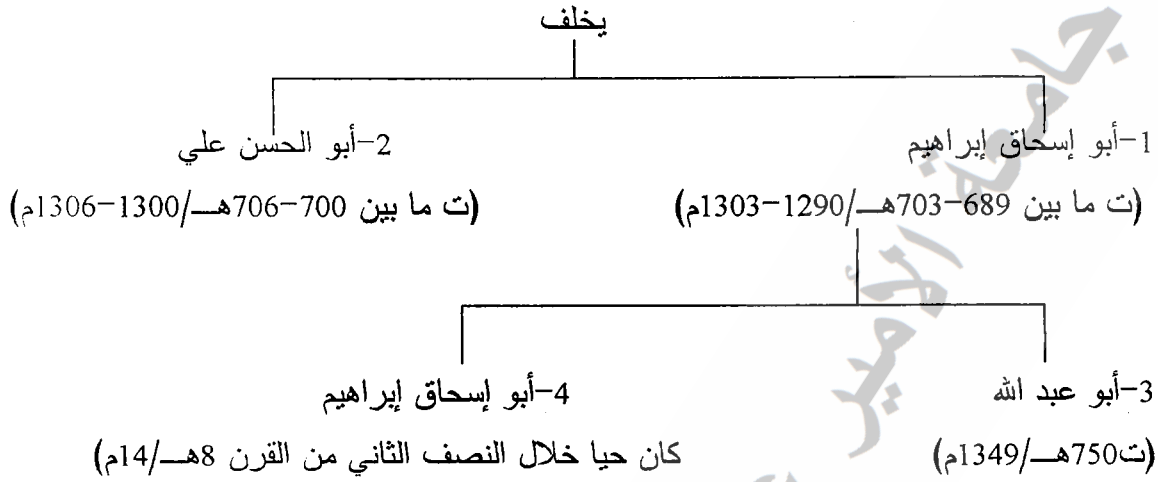 يخلف
1-أبو إسحاق إبراهيم
2-أبو الحسن علي
(ت ما بين 689-703هـ/1290-1303م)
(ت ما بين 700-706هـ/1300-1306م)
3-أبو عبد الله
4-أبو إسحاق إبراهيم
(ت750هـ/1349م)
كان حيا خلال النصف الثاني من القرن 8هـ/14م)
جامعة الأمير